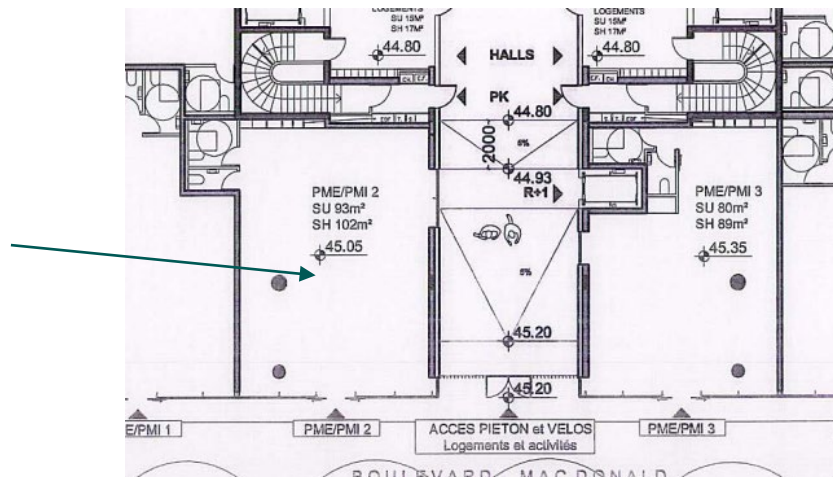 LOGEMENTS
SU 15M²
SH 17M²
44.80
HALLS
LOGEMENTS
SU 15M²
SH 17M²
44.80
PK
44.80
2000
5%
44.93
R+1
PME/PMI 2
SU 93m²
SH 102m²
45.05
PME/PMI 3
SU 80m²
SH 89m²
45.35
5%
45.20
45.20
E/PMI 1
PME/PMI 2
ACCES PIETON et VELOS
Logements et activités
PME/PMI 3
BOULEVARD MACDONALD